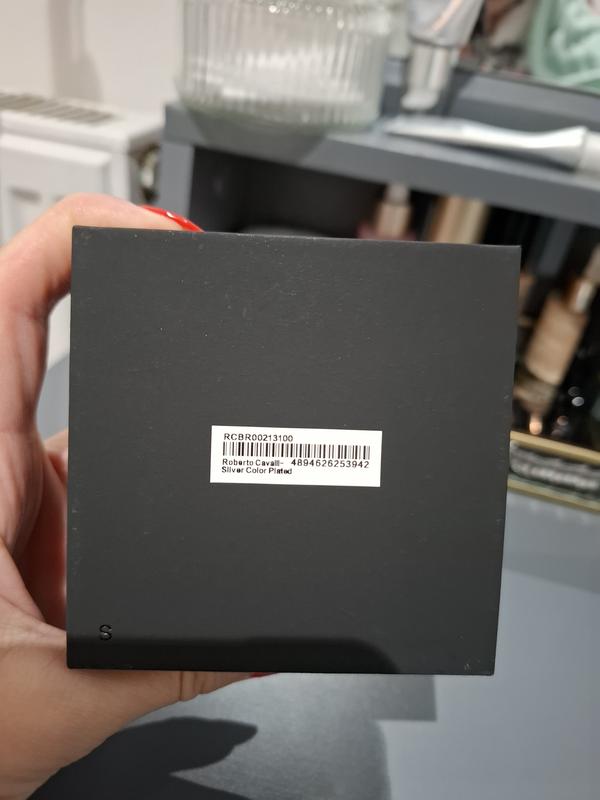 RCBR00213100
Roberto Cavalli- 4894626253942
Silver Color Plated
S